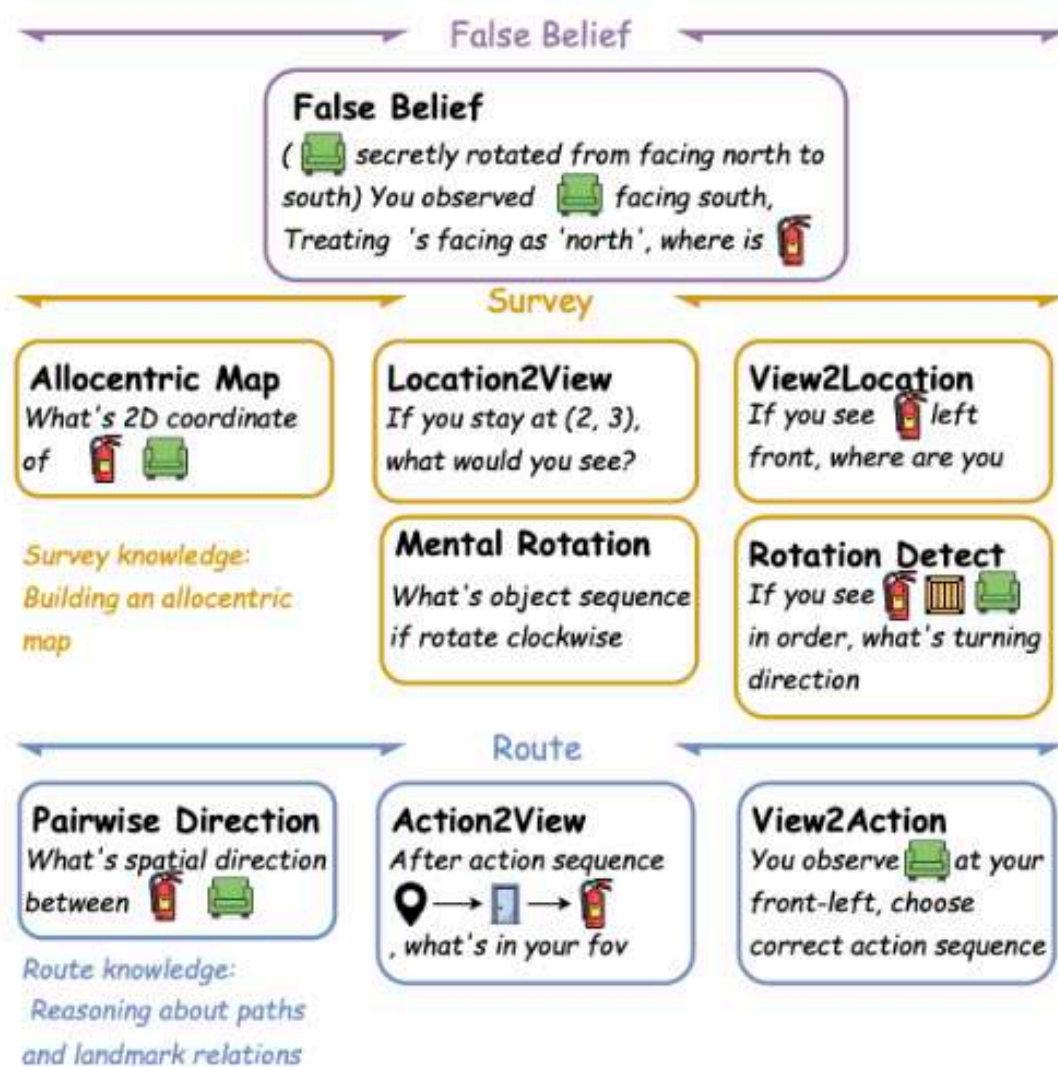 False Belief
False Belief
( secretly rotated from facing north to
south) You observed facing south,
Treating 's facing as 'north', where is
Survey
Allocentric Map
What's 2D coordinate
of
Location2View
If you stay at (2, 3),
what would you see?
View2Location
If you see left
front, where are you
Survey knowledge:
Building an allocentric
map
Mental Rotation
What's object sequence
if rotate clockwise
Rotation Detect
If you see
in order, what's turning
direction
Route
Pairwise Direction
What's spatial direction
between
Action2View
After action sequence
, what's in your fov
View2Action
You observe at your
front-left, choose
correct action sequence
Route knowledge:
Reasoning about paths
and landmark relations